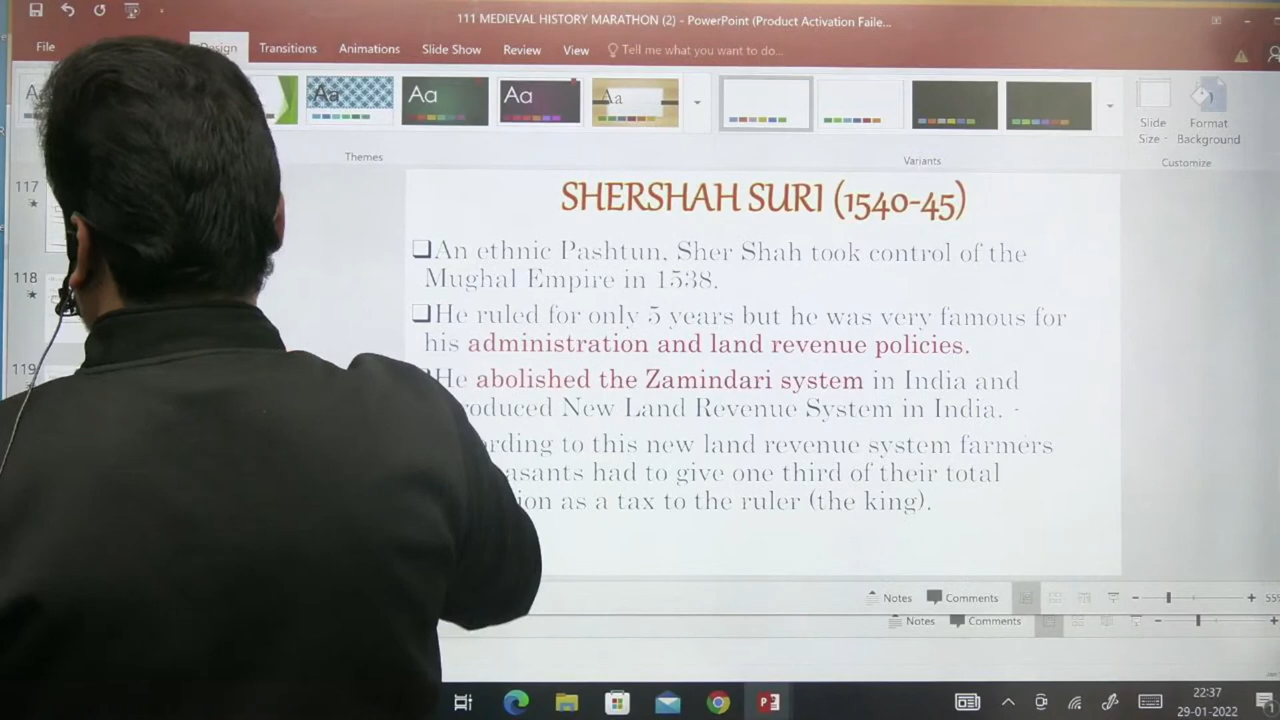 111 MEDIEVAL HISTORY MARATHON (2) - PowerPoint (Product Activation Faile...
File Design Transitions Animations Slide Show Review View Tell me what you want to do...
Aa Aa Aa Aa Aa
Slide Size Format Background
Themes Variants Customize
117
118
119
SHERSHAH SURI (1540-45)
An ethnic Pashtun, Sher Shah took control of the
Mughal Empire in 1538.
He ruled for only 5 years but he was very famous for
his administration and land revenue policies.
He abolished the Zamindari system in India and
roduced New Land Revenue System in India. -
rding to this new land revenue system farmers
asants had to give one third of their total
ion as a tax to the ruler (the king).
Notes Comments 55%
Notes Comments
22:37
29-01-2022